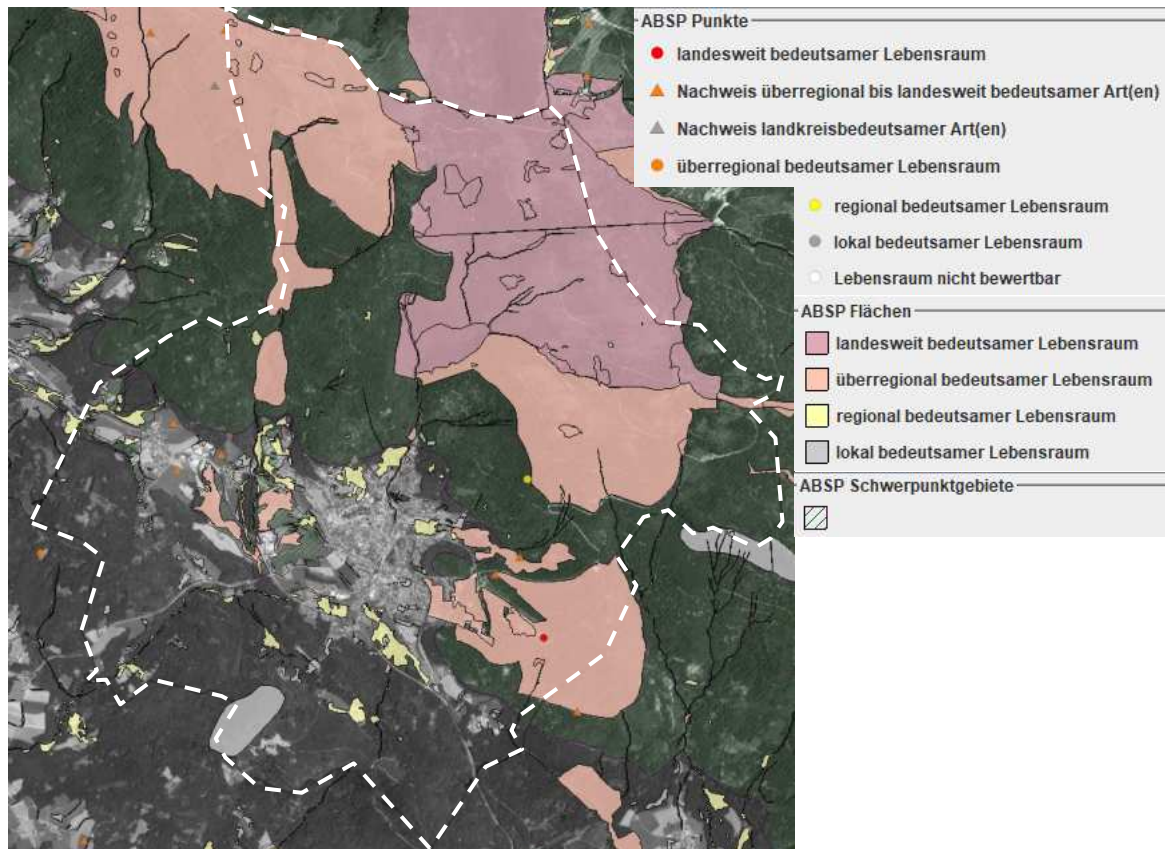 ABSP Punkte
landesweit bedeutsamer Lebensraum
Nachweis überregional bis landesweit bedeutsamer Art(en)
Nachweis landkreisbedeutsamer Art(en)
überregional bedeutsamer Lebensraum
regional bedeutsamer Lebensraum
lokal bedeutsamer Lebensraum
Lebensraum nicht bewertbar
ABSP Flächen
landesweit bedeutsamer Lebensraum
überregional bedeutsamer Lebensraum
regional bedeutsamer Lebensraum
lokal bedeutsamer Lebensraum
ABSP Schwerpunktgebiete